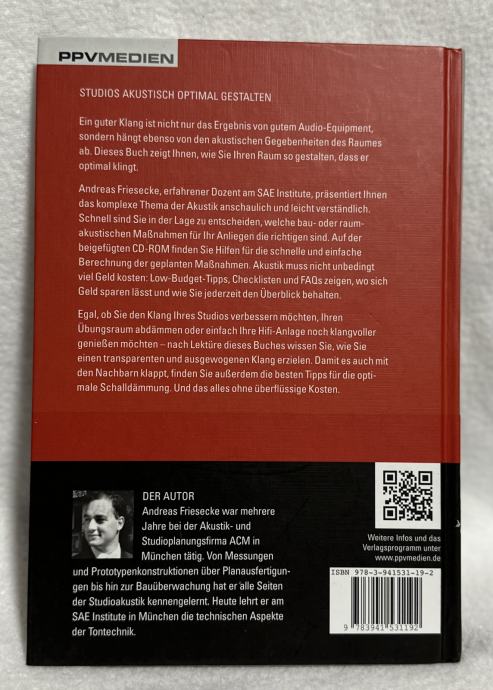 PPVMEDIEN
STUDIOS AKUSTISCH OPTIMAL GESTALTEN
Ein guter Klang ist nicht nur das Ergebnis von gutem Audio-Equipment,
sondern hängt ebenso von den akustischen Gegebenheiten des Raumes
ab. Dieses Buch zeigt Ihnen, wie Sie Ihren Raum so gestalten, dass er
optimal klingt.
Andreas Friesecke, erfahrener Dozent am SAE Institute, präsentiert Ihnen
das komplexe Thema der Akustik anschaulich und leicht verständlich.
Schnell sind Sie in der Lage zu entscheiden, welche bau- oder raum-
akustischen Maßnahmen für Ihr Anliegen die richtigen sind. Auf der
beigefügten CD-ROM finden Sie Hilfen für die schnelle und einfache
Berechnung der geplanten Maßnahmen. Akustik muss nicht unbedingt
viel Geld kosten: Low-Budget-Tipps, Checklisten und FAQs zeigen, wo sich
Geld sparen lässt und wie Sie jederzeit den Überblick behalten.
Egal, ob Sie den Klang Ihres Studios verbessern möchten, Ihren
Übungsraum abdämmen oder einfach Ihre Hifi-Anlage noch klangvoller
genießen möchten – nach Lektüre dieses Buches wissen Sie, wie Sie
einen transparenten und ausgewogenen Klang erzielen. Damit es auch mit
den Nachbarn klappt, finden Sie außerdem die besten Tipps für die opti-
male Schalldämmung. Und das alles ohne überflüssige Kosten.
DER AUTOR
Andreas Friesecke war mehrere
Jahre bei der Akustik- und
Studioplanungsfirma ACM in
München tätig. Von Messungen
und Prototypenkonstruktionen über Planausfertigun-
gen bis hin zur Bauüberwachung hat er alle Seiten
der Studioakustik kennengelernt. Heute lehrt er am
SAE Institute in München die technischen Aspekte
der Tontechnik.
Weitere Infos und das
Verlagsprogramm unter
www.ppvmedien.de
ISBN 978-3-941531-19-2
9 783941 531192